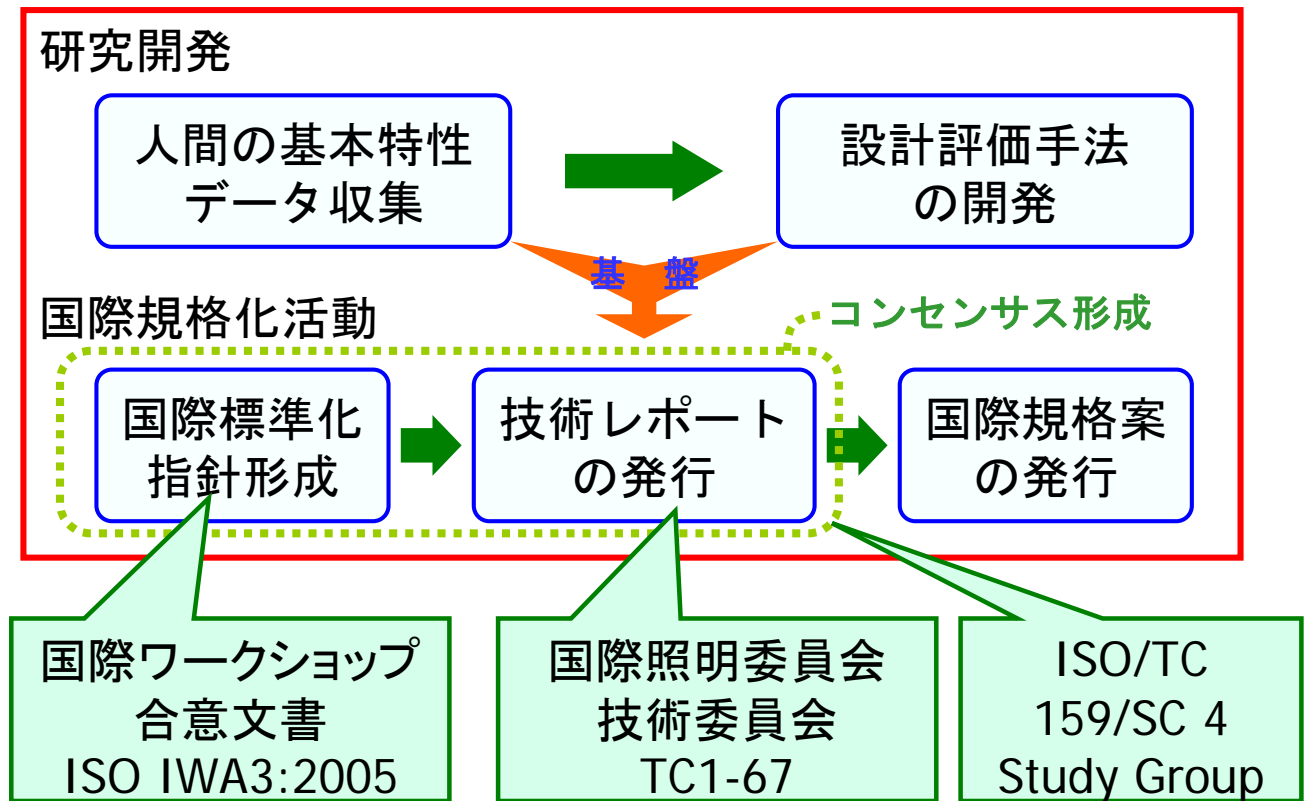 研究開発
人間の基本特性
データ収集
設計評価手法
の開発
基 盤
国際規格化活動
コンセンサス形成
国際標準化
指針形成
技術レポート
の発行
国際規格案
の発行
国際ワークショップ
合意文書
ISO IWA3:2005
国際照明委員会
技術委員会
TC1-67
ISO/TC
159/SC 4
Study Group